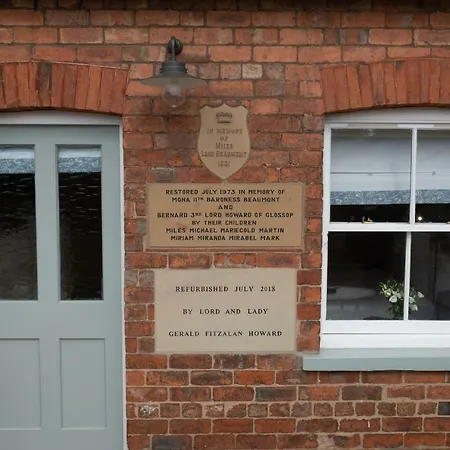 IN MEMORY
OF MILES
LORD BEAUMONT
RESTORED JULY 1973 IN MEMORY OF
MONA 11TH BARONESS BEAUMONT
AND
BERNARD 3RD LORD HOWARD OF GLOSSOP
BY THEIR CHILDREN
MILES MICHAEL MARIEGOLD MARTIN
MIRIAM MIRANDA MIRABEL MARK
REFURBISHED JULY 2018
BY LORD AND LADY
GERALD FITZALAN HOWARD